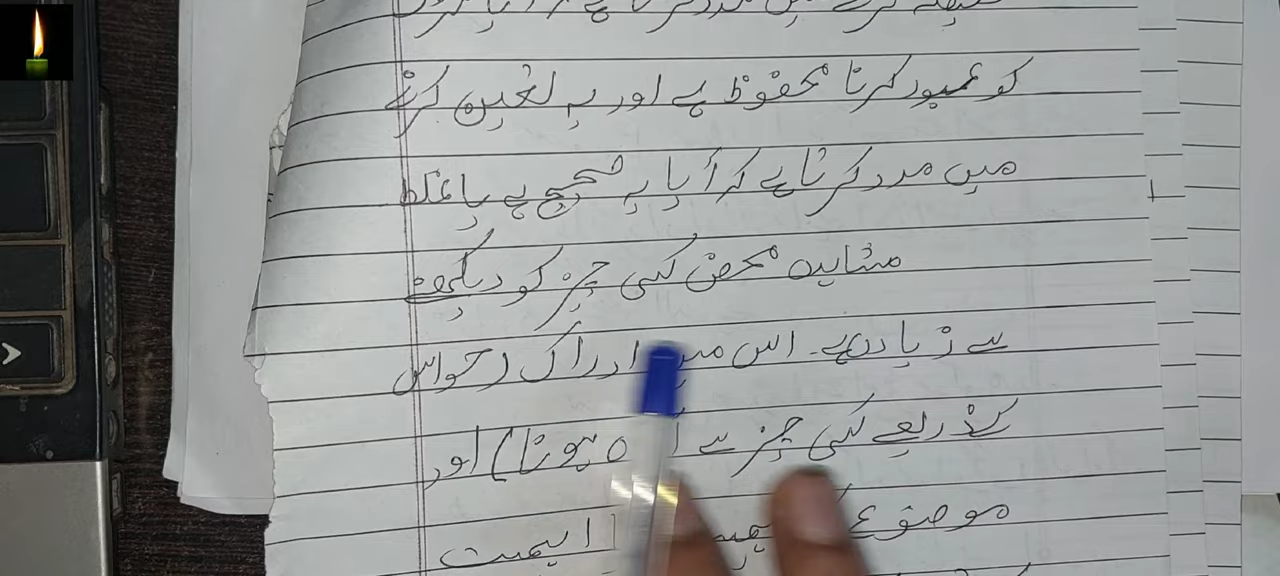 کو عبور کرنا محفوظ ہے اور یہ تعین کرنے
میں مدد کرتا ہے کہ آیا یہ صحیح ہے یا غلط
مشاہدہ محض کسی چیز کو دیکھنے
سے زیادہ ہے۔ اس میں ادراک (حواس
کے ذریعے کسی چیز سے ہونا) اور
اہمیت